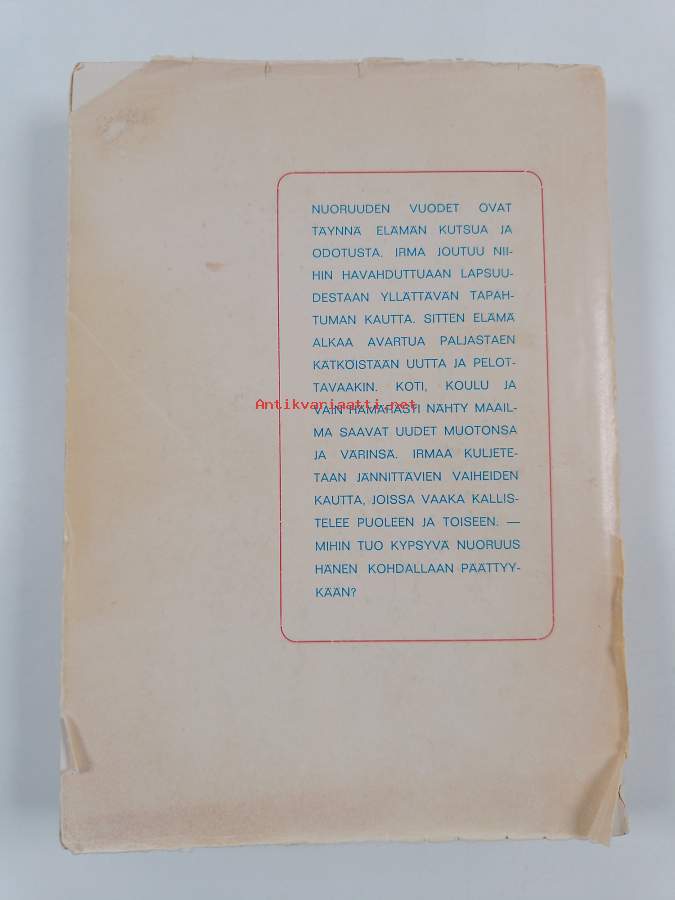 NUORUUDEN VUODET OVAT
TÄYNNÄ ELÄMÄN KUTSUA JA
ODOTUSTA. IRMA JOUTUU NII-
HIN HAVAHDUTTUAAN LAPSUU-
DESTAAN YLLÄTTÄVÄN TAPAH-
TUMAN KAUTTA. SITTEN ELÄMÄ
ALKAA AVARTUA PALJASTAEN
KÄTKÖISTÄÄN UUTTA JA PELOT-
TAVAAKIN. KOTI, KOULU JA
Antikvariaatti.net
VAIN HÄMÄRÄSTI NÄHTY MAAIL-
MA SAAVAT UUDET MUOTONSA
JA VÄRINSÄ. IRMAA KULJETE-
TAAN JÄNNITTÄVIEN VAIHEIDEN
KAUTTA, JOISSA VAAKA KALLIS-
TELEE PUOLEEN JA TOISEEN. —
MIHIN TUO KYPSYVÄ NUORUUS
HÄNEN KOHDALLAAN PÄÄTTYY-
KÄÄN?